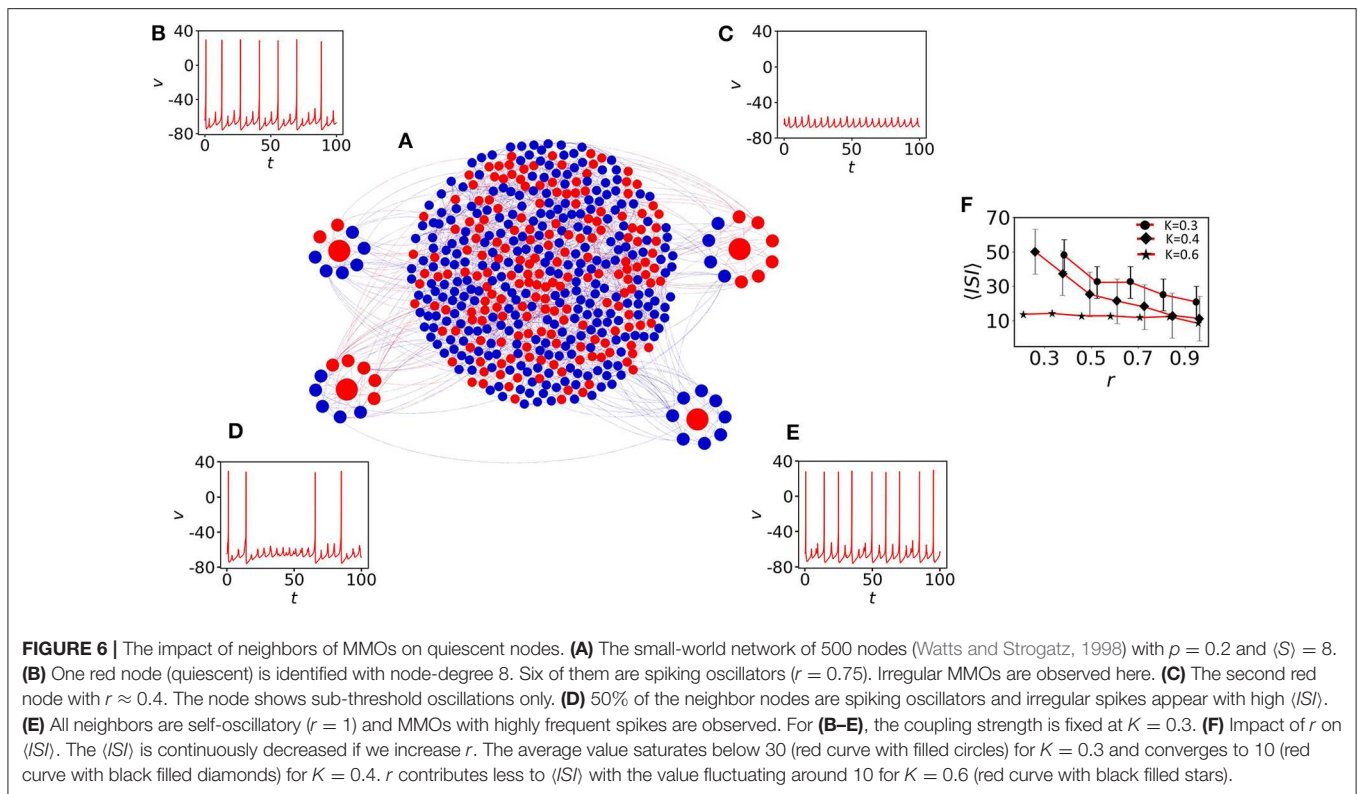 B
40
0
-40
-80
v
0 50 100
t
C
40
0
-40
-80
v
0 50 100
t
A
F
70
50
30
10
⟨ISI⟩
K=0.3
K=0.4
K=0.6
0.3 0.5 0.7 0.9
r
D
40
0
-40
-80
v
0 50 100
t
E
40
0
-40
-80
v
0 50 100
t
FIGURE 6 | The impact of neighbors of MMOs on quiescent nodes. (A) The small-world network of 500 nodes (Watts and Strogatz, 1998) with p = 0.2 and ⟨S⟩ = 8.
(B) One red node (quiescent) is identified with node-degree 8. Six of them are spiking oscillators (r = 0.75). Irregular MMOs are observed here. (C) The second red
node with r ≈ 0.4. The node shows sub-threshold oscillations only. (D) 50% of the neighbor nodes are spiking oscillators and irregular spikes appear with high ⟨ISI⟩.
(E) All neighbors are self-oscillatory (r = 1) and MMOs with highly frequent spikes are observed. For (B–E), the coupling strength is fixed at K = 0.3. (F) Impact of r on
⟨ISI⟩. The ⟨ISI⟩ is continuously decreased if we increase r. The average value saturates below 30 (red curve with filled circles) for K = 0.3 and converges to 10 (red
curve with black filled diamonds) for K = 0.4. r contributes less to ⟨ISI⟩ with the value fluctuating around 10 for K = 0.6 (red curve with black filled stars).